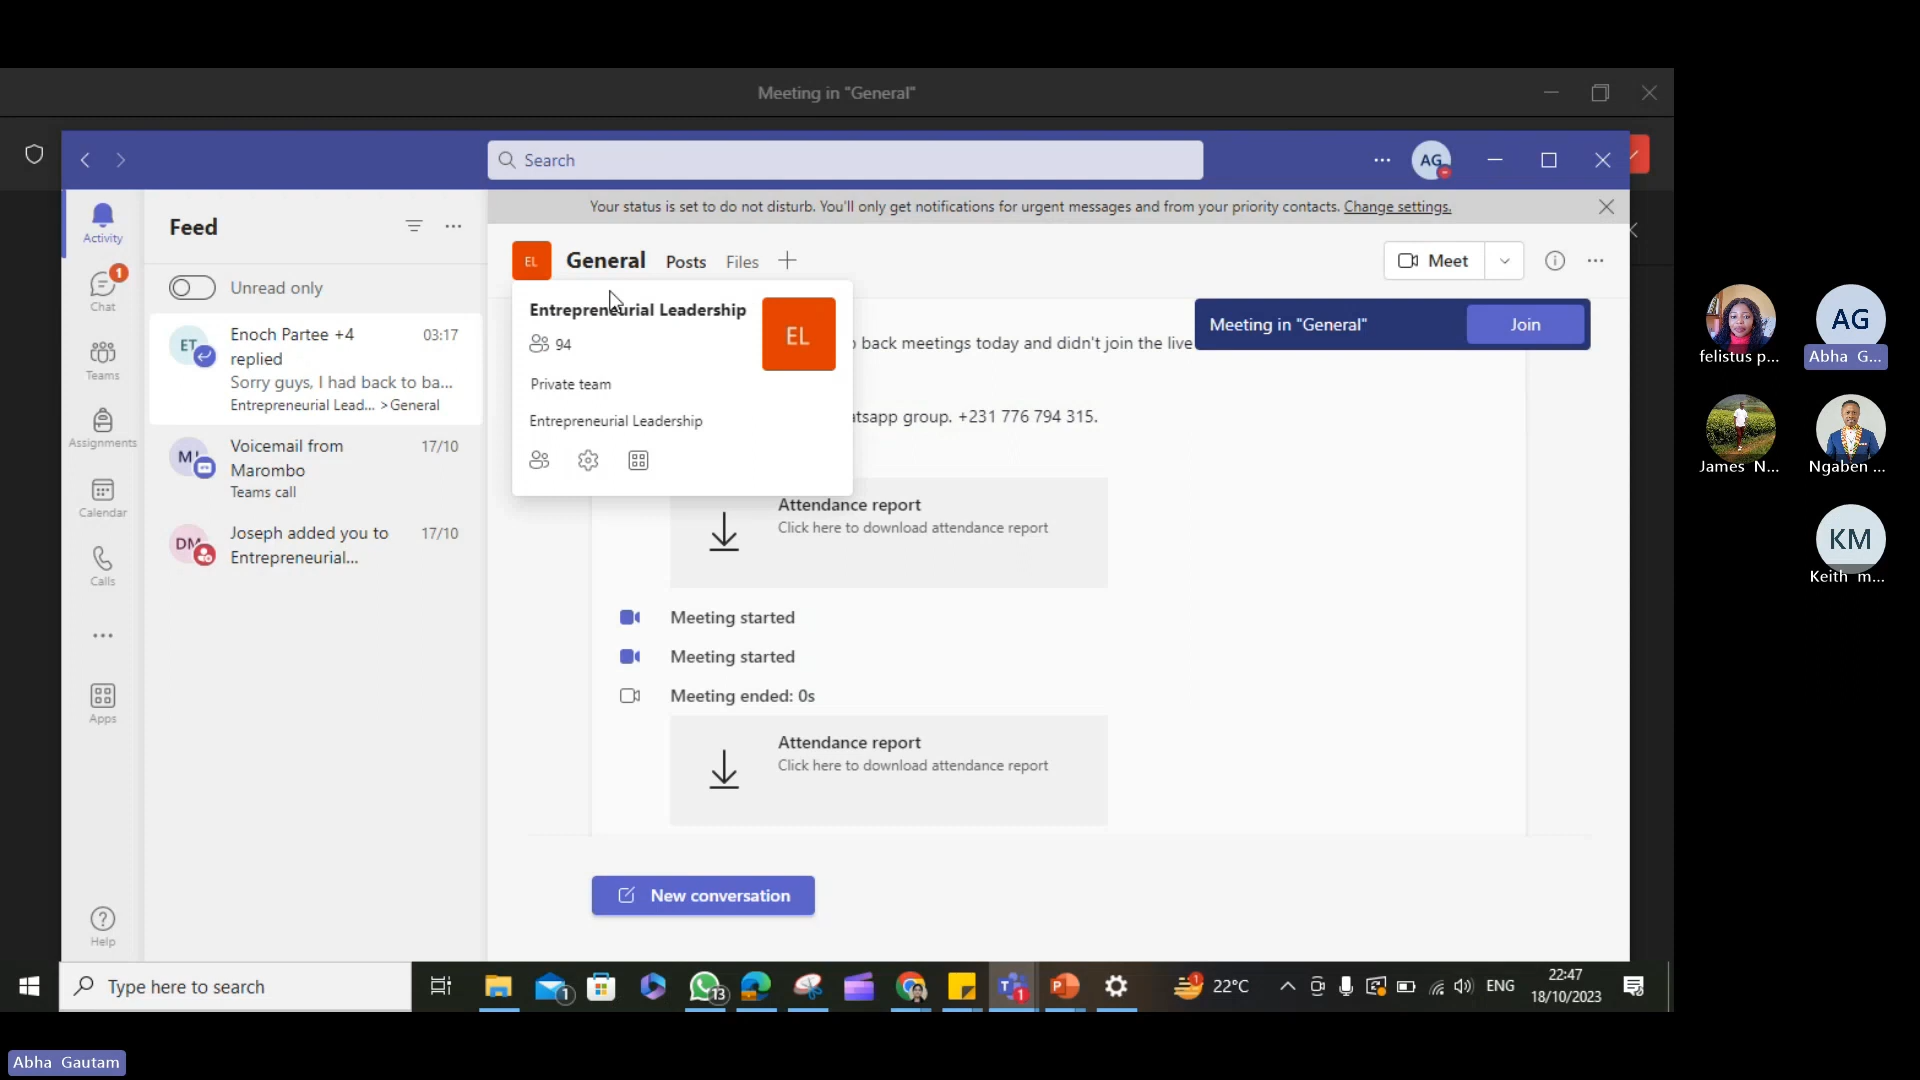 Meeting in "General"
Search
AG
Your status is set to do not disturb. You'll only get notifications for urgent messages and from your priority contacts. Change settings.
Activity
1
Chat
Teams
Assignments
Calendar
Calls
Apps
Help
Feed
Unread only
ET
Enoch Partee +4
03:17
replied
Sorry guys, I had back to ba...
Entrepreneurial Lead... >General
Voicemail from
17/10
Marombo
Teams call
DM
Joseph added you to
17/10
Entrepreneurial...
EL
General
Posts
Files
Meet
Entrepreneurial Leadership
94
EL
Private team
Entrepreneurial Leadership
Meeting in "General"
Join
back meetings today and didn't join the live
atsapp group. +231 776 794 315.
Attendance report
Click here to download attendance report
Meeting started
Meeting started
Meeting ended: 0s
Attendance report
Click here to download attendance report
New conversation
felistus p...
AG
Abha G...
James N...
Ngaben ...
KM
Keith m...
Type here to search
1
13
1
1
22°C
ENG
22:47
18/10/2023
Abha Gautam